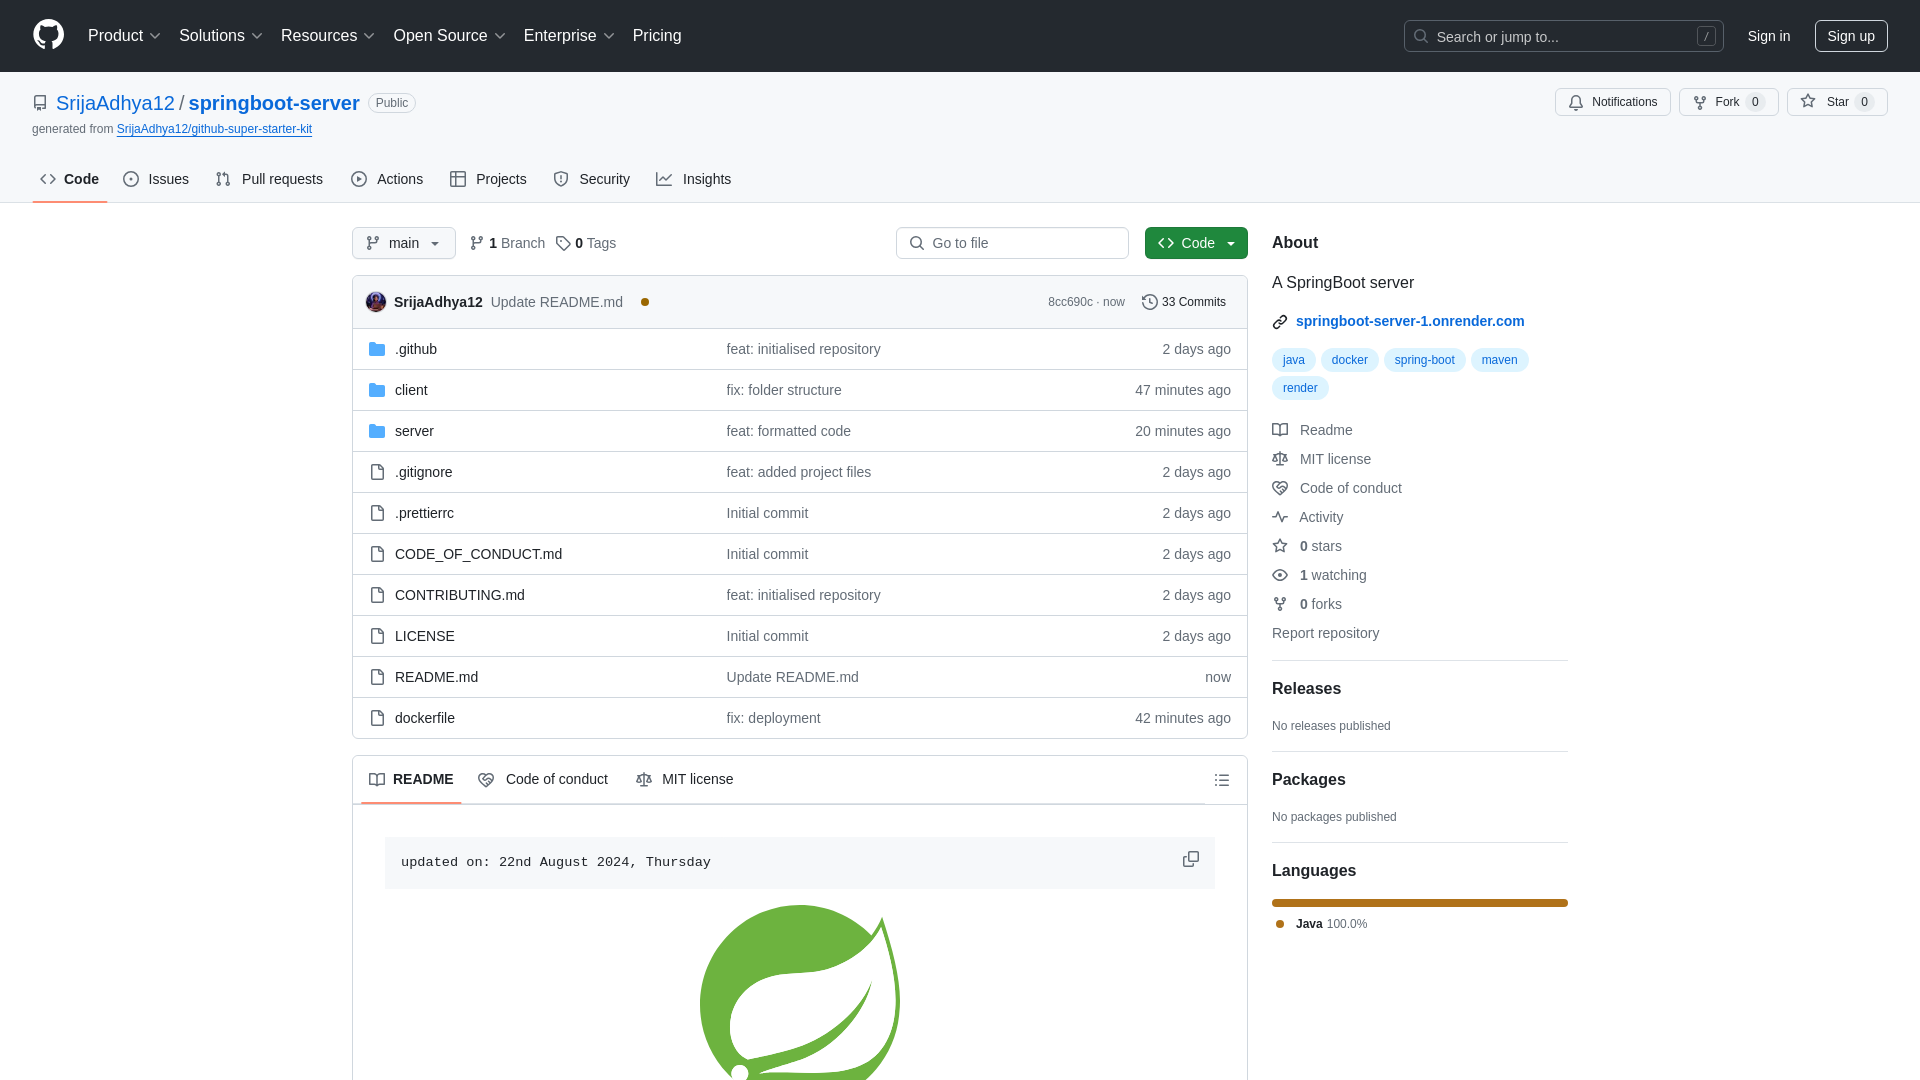 Product Solutions Resources Open Source Enterprise Pricing Search or jump to... / Sign in Sign up
SrijaAdhya12 / springboot-server Public Notifications Fork 0 Star 0
generated from SrijaAdhya12/github-super-starter-kit
Code Issues Pull requests Actions Projects Security Insights
main 1 Branch 0 Tags Go to file Code
SrijaAdhya12 Update README.md 8cc690c · now 33 Commits
.github feat: initialised repository 2 days ago
client fix: folder structure 47 minutes ago
server feat: formatted code 20 minutes ago
.gitignore feat: added project files 2 days ago
.prettierrc Initial commit 2 days ago
CODE_OF_CONDUCT.md Initial commit 2 days ago
CONTRIBUTING.md feat: initialised repository 2 days ago
LICENSE Initial commit 2 days ago
README.md Update README.md now
dockerfile fix: deployment 42 minutes ago
README Code of conduct MIT license
updated on: 22nd August 2024, Thursday
About
A SpringBoot server
springboot-server-1.onrender.com
java docker spring-boot maven
render
Readme
MIT license
Code of conduct
Activity
0 stars
1 watching
0 forks
Report repository
Releases
No releases published
Packages
No packages published
Languages
Java 100.0%